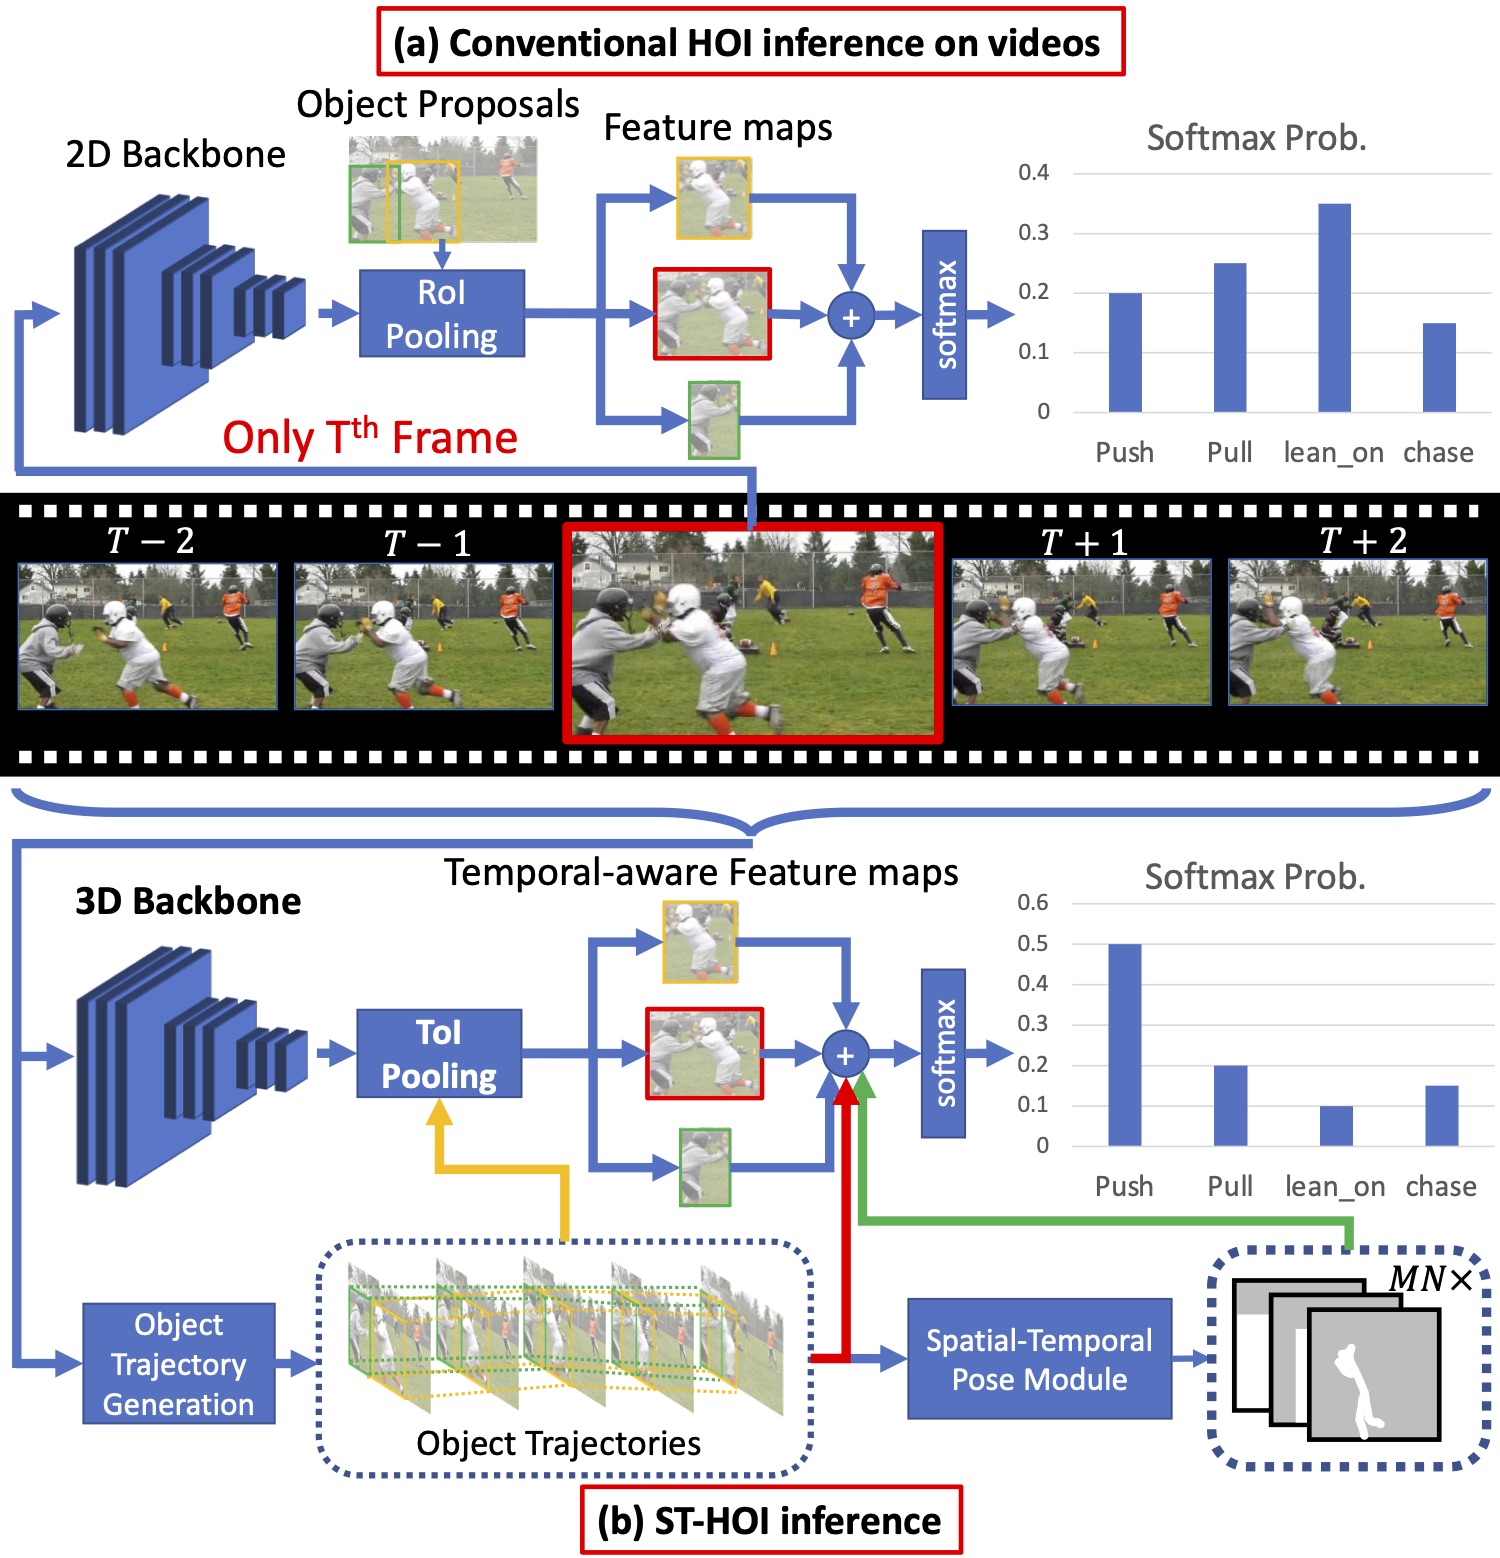 (a) Conventional HOI inference on videos
Object Proposals
2D Backbone
Feature maps
RoI
Pooling
+
softmax
Only Tth Frame
Softmax Prob.
0.4
0.3
0.2
0.1
0
Push Pull lean_on chase
T − 2
T − 1
T + 1
T + 2
3D Backbone
Temporal-aware Feature maps
ToI
Pooling
+
softmax
Softmax Prob.
0.6
0.5
0.4
0.3
0.2
0.1
0
Push Pull lean_on chase
Object
Trajectory
Generation
Object Trajectories
Spatial-Temporal
Pose Module
MN×
(b) ST-HOI inference